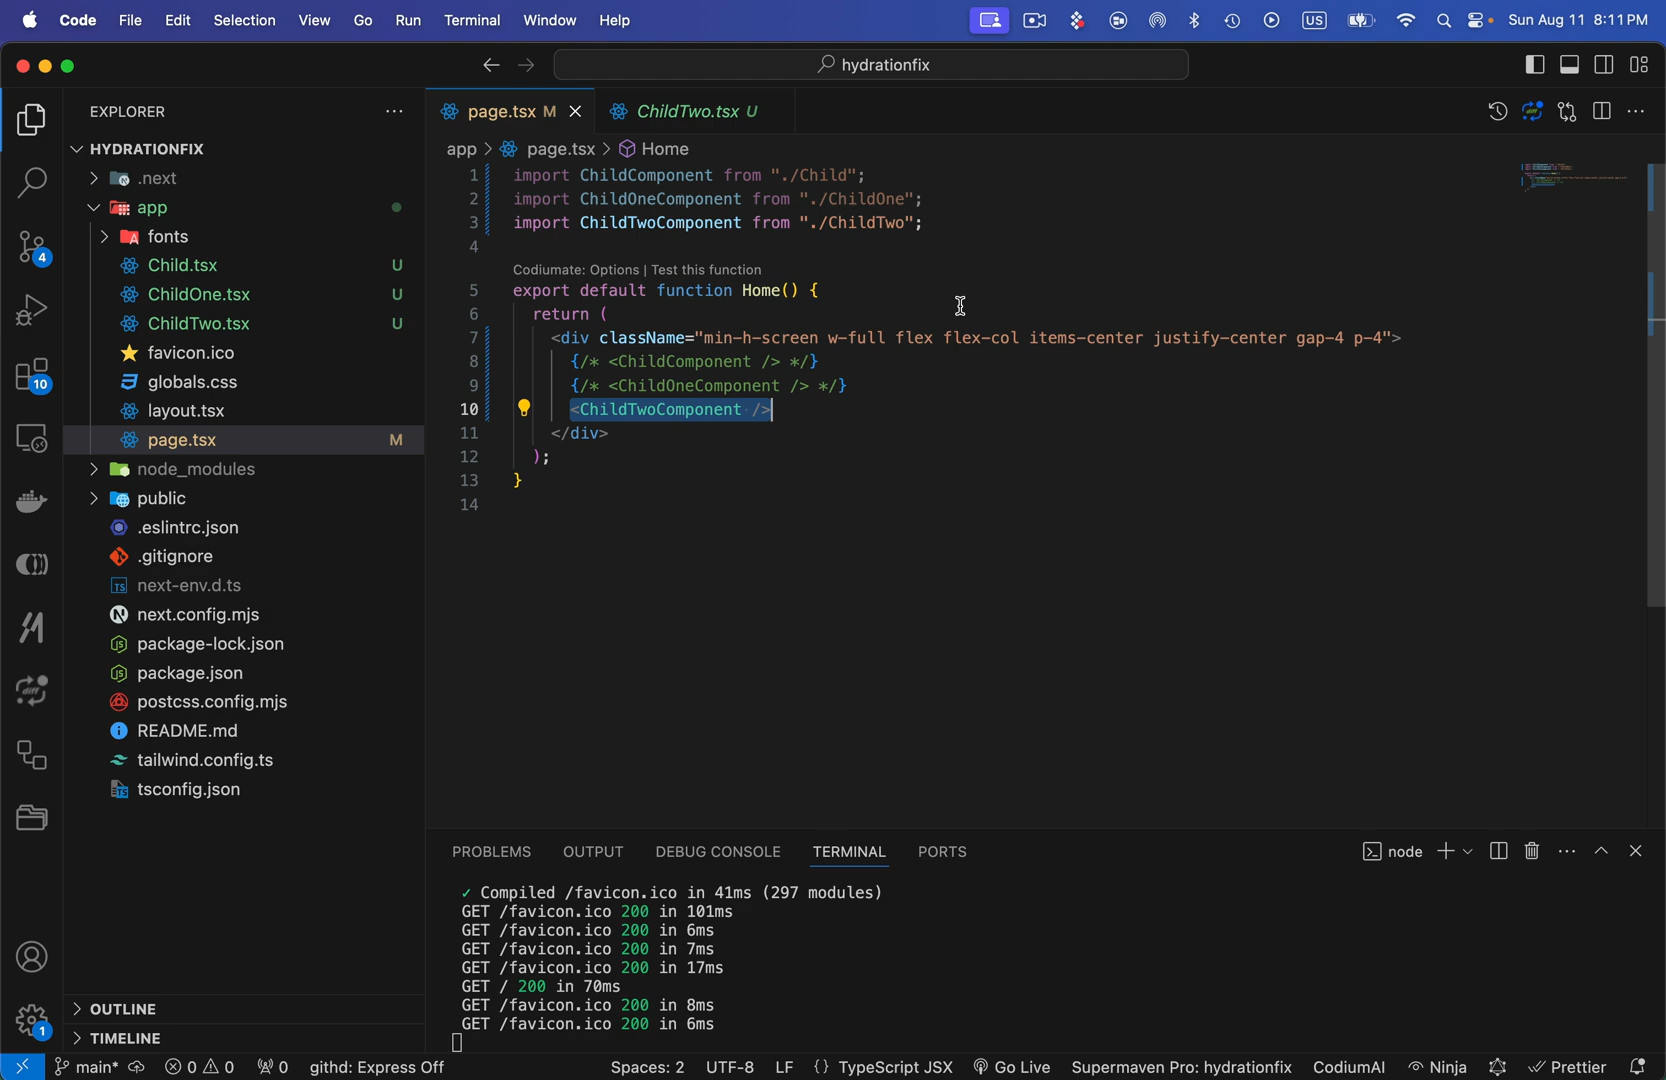 Code File Edit Selection View Go Run Terminal Window Help US Sun Aug 11 8:11 PM
hydrationfix
EXPLORER
page.tsx M
ChildTwo.tsx U
HYDRATIONFIX
app > page.tsx > Home
.next
app
fonts
Child.tsx U
ChildOne.tsx U
ChildTwo.tsx U
favicon.ico
globals.css
layout.tsx
page.tsx M
node_modules
public
.eslintrc.json
.gitignore
next-env.d.ts
next.config.mjs
package-lock.json
package.json
postcss.config.mjs
README.md
tailwind.config.ts
tsconfig.json
OUTLINE
TIMELINE
4
10
1
1 import ChildComponent from "./Child";
2 import ChildOneComponent from "./ChildOne";
3 import ChildTwoComponent from "./ChildTwo";
4
Codiumate: Options | Test this function
5 export default function Home() {
6 return (
7 <div className="min-h-screen w-full flex flex-col items-center justify-center gap-4 p-4">
8 {/* <ChildComponent /> */}
9 {/* <ChildOneComponent /> */}
10 <ChildTwoComponent />
11 </div>
12 );
13 }
14
PROBLEMS OUTPUT DEBUG CONSOLE TERMINAL PORTS
node
✓ Compiled /favicon.ico in 41ms (297 modules)
GET /favicon.ico 200 in 101ms
GET /favicon.ico 200 in 6ms
GET /favicon.ico 200 in 7ms
GET /favicon.ico 200 in 17ms
GET / 200 in 70ms
GET /favicon.ico 200 in 8ms
GET /favicon.ico 200 in 6ms
main* 0 0 0 githd: Express Off Spaces: 2 UTF-8 LF {} TypeScript JSX Go Live Supermaven Pro: hydrationfix CodiumAI Ninja Prettier